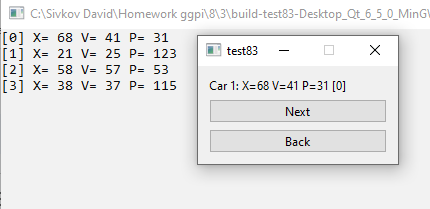 C:\Sivkov David\Homework ggpi\8\3\build-test83-Desktop_Qt_6_5_0_MinG
[0] X= 68 V= 41 P= 31
[1] X= 21 V= 25 P= 123
[2] X= 58 V= 57 P= 53
[3] X= 38 V= 37 P= 115
test83
Car 1: X=68 V=41 P=31 [0]
Next
Back